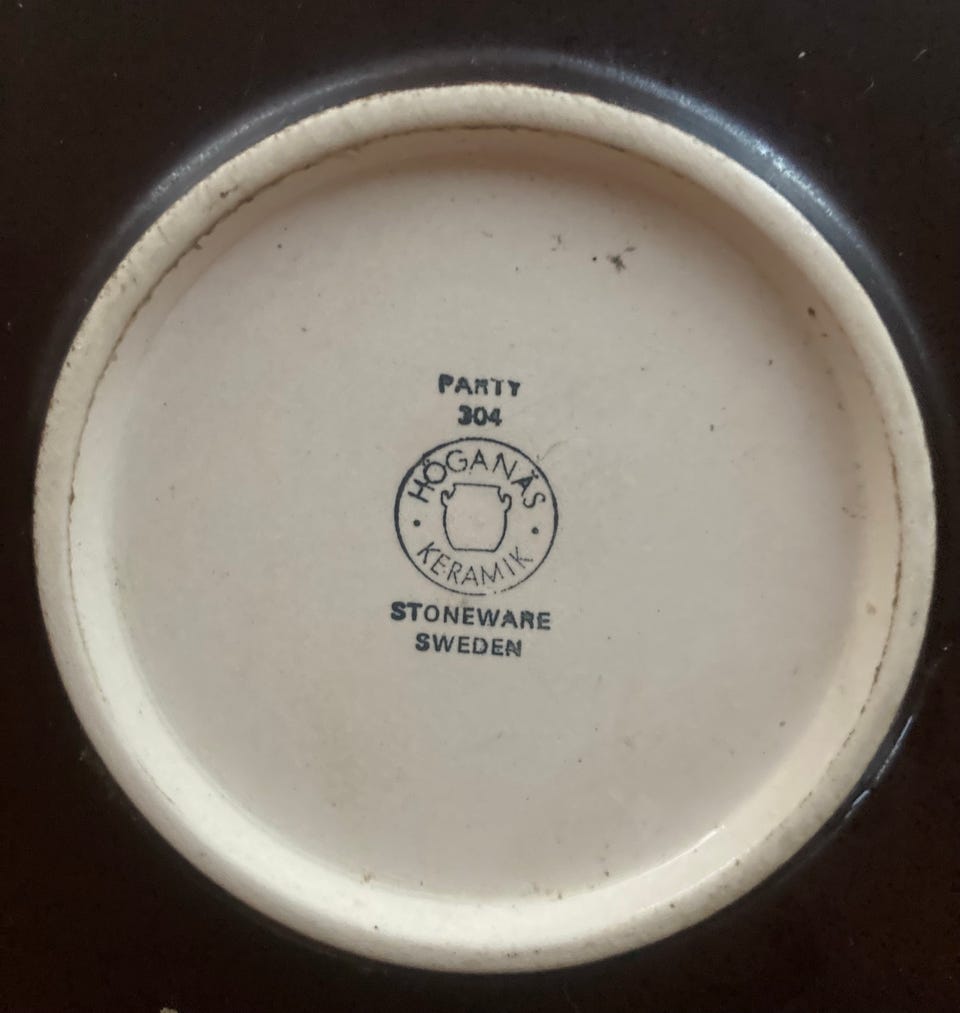 PARTY
304
HÖGANÄS
KERAMIK
STONEWARE
SWEDEN